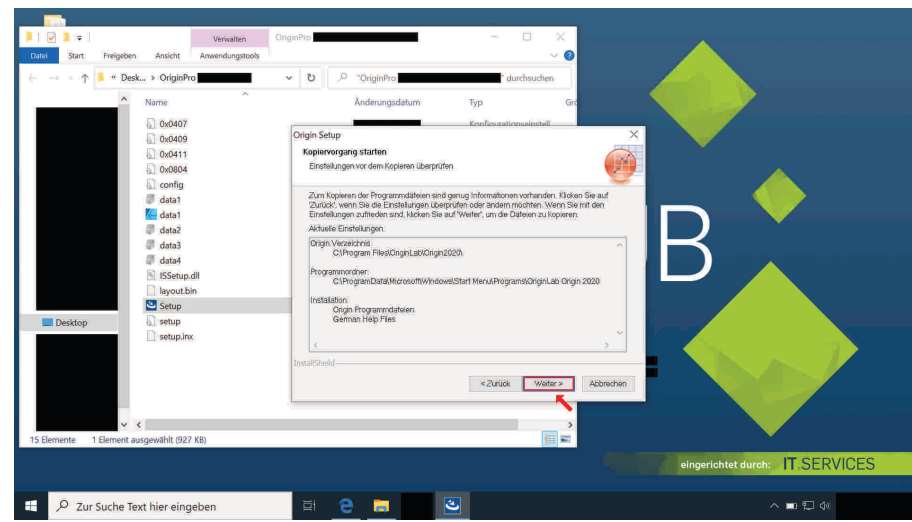 Verwalten
OriginPro
Datei Start Freigeben Ansicht Anwendungstools
Desk... › OriginPro
"OriginPro " durchsuchen
Name Änderungsdatum Typ Grö
0x0407
Konfigurationseinstell
0x0409
0x0411
0x0804
config
data1
data1
data2
data3
data4
ISSetup.dll
layout.bin
Setup
setup
setup.inx
Desktop
15 Elemente 1 Element ausgewählt (927 KB)
Origin Setup
Kopiervorgang starten
Einstellungen vor dem Kopieren überprüfen
Zum Kopieren der Programmdateien sind genug Informationen vorhanden. Klicken Sie auf
'Zurück', wenn Sie die Einstellungen überprüfen oder ändern möchten. Wenn Sie mit den
Einstellungen zufrieden sind, klicken Sie auf 'Weiter', um die Dateien zu kopieren.
Aktuelle Einstellungen:
Origin Verzeichnis:
C:\Program Files\OriginLab\Origin2020\
Programmordner:
C:\ProgramData\Microsoft\Windows\Start Menu\Programs\OriginLab Origin 2020
Installation:
Origin Programmdateien
German Help Files
InstallShield
< Zurück Weiter > Abbrechen
B
eingerichtet durch: IT.SERVICES
Zur Suche Text hier eingeben